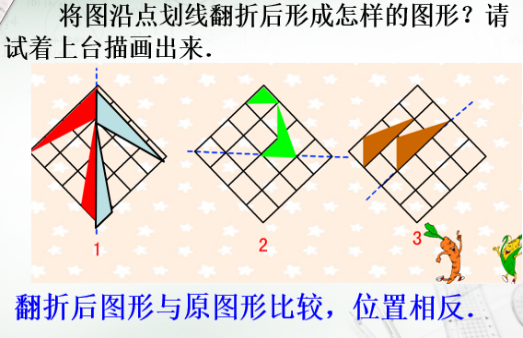 将图沿点划线翻折后形成怎样的图形？请
试着上台描画出来．
1
2
3
翻折后图形与原图形比较，位置相反．